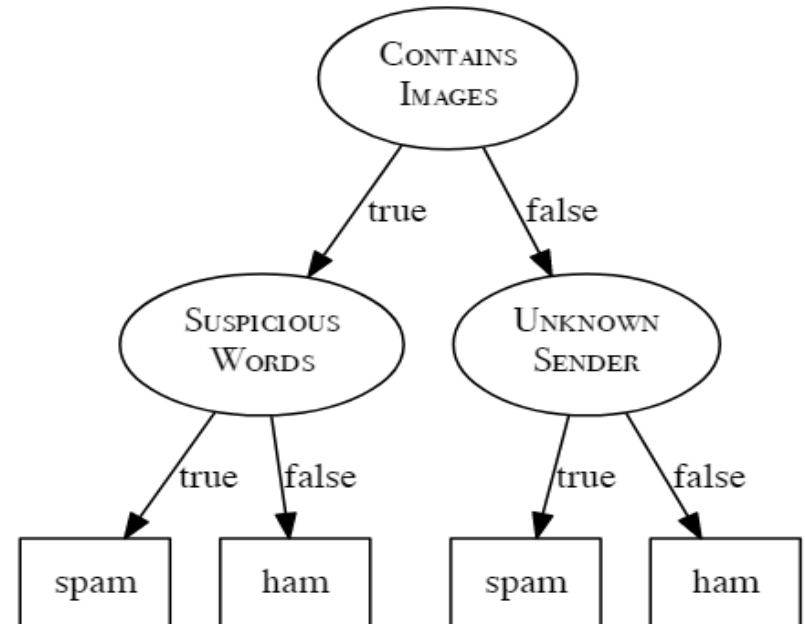 CONTAINS
IMAGES
true
false
SUSPICIOUS
WORDS
UNKNOWN
SENDER
true
false
true
false
spam
ham
spam
ham